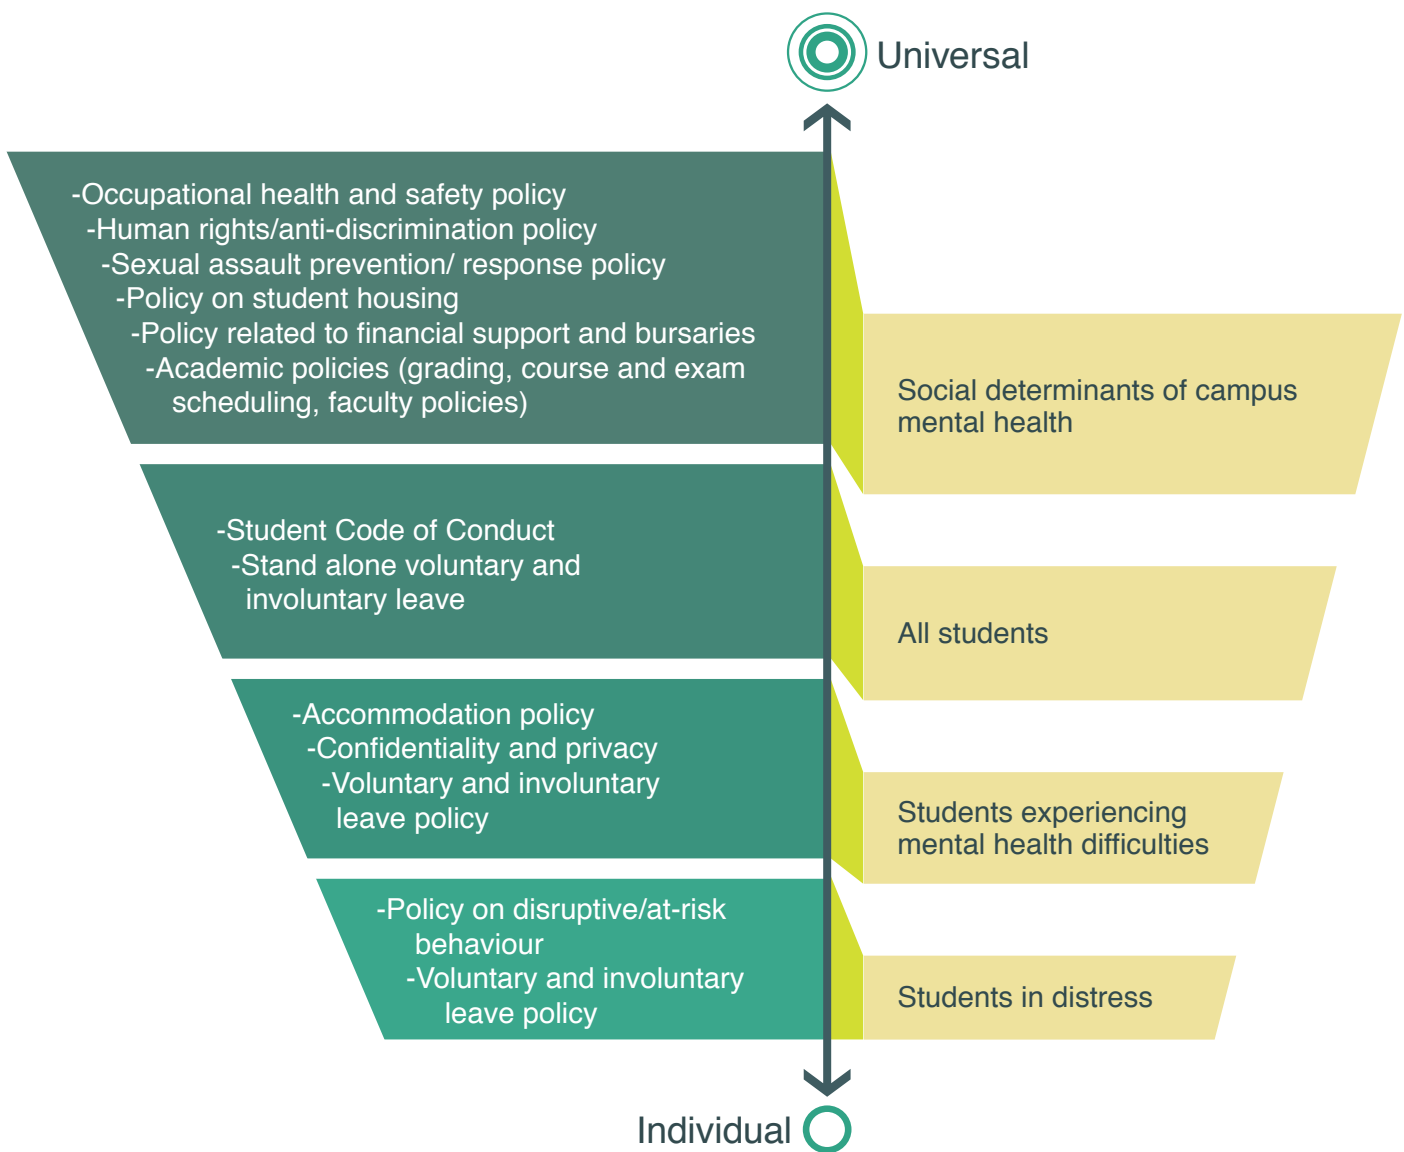 Universal
-Occupational health and safety policy
-Human rights/anti-discrimination policy
-Sexual assault prevention/ response policy
-Policy on student housing
-Policy related to financial support and bursaries
-Academic policies (grading, course and exam
scheduling, faculty policies)
Social determinants of campus
mental health
-Student Code of Conduct
-Stand alone voluntary and
involuntary leave
All students
-Accommodation policy
-Confidentiality and privacy
-Voluntary and involuntary
leave policy
Students experiencing
mental health difficulties
-Policy on disruptive/at-risk
behaviour
-Voluntary and involuntary
leave policy
Students in distress
Individual